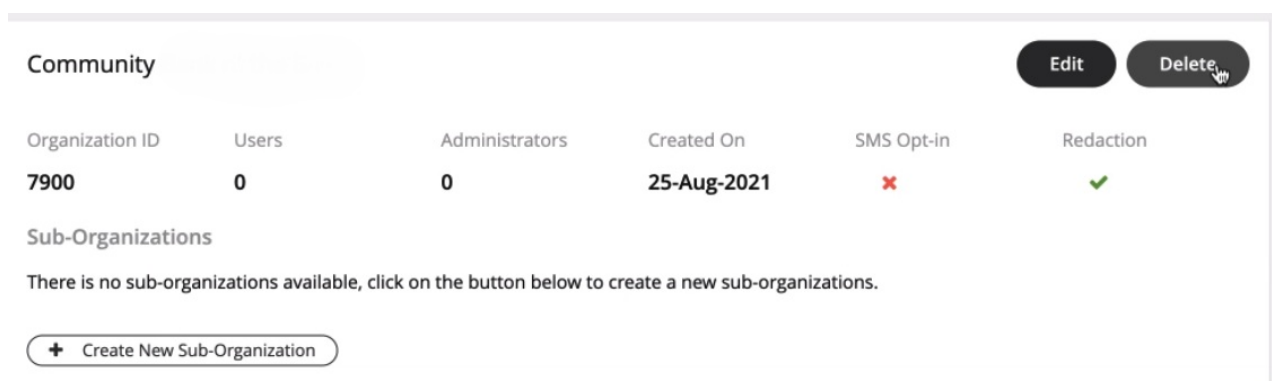 Community
Edit
Delete
Organization ID Users Administrators Created On SMS Opt-in Redaction
7900 0 0 25-Aug-2021
Sub-Organizations
There is no sub-organizations available, click on the button below to create a new sub-organizations.
Create New Sub-Organization